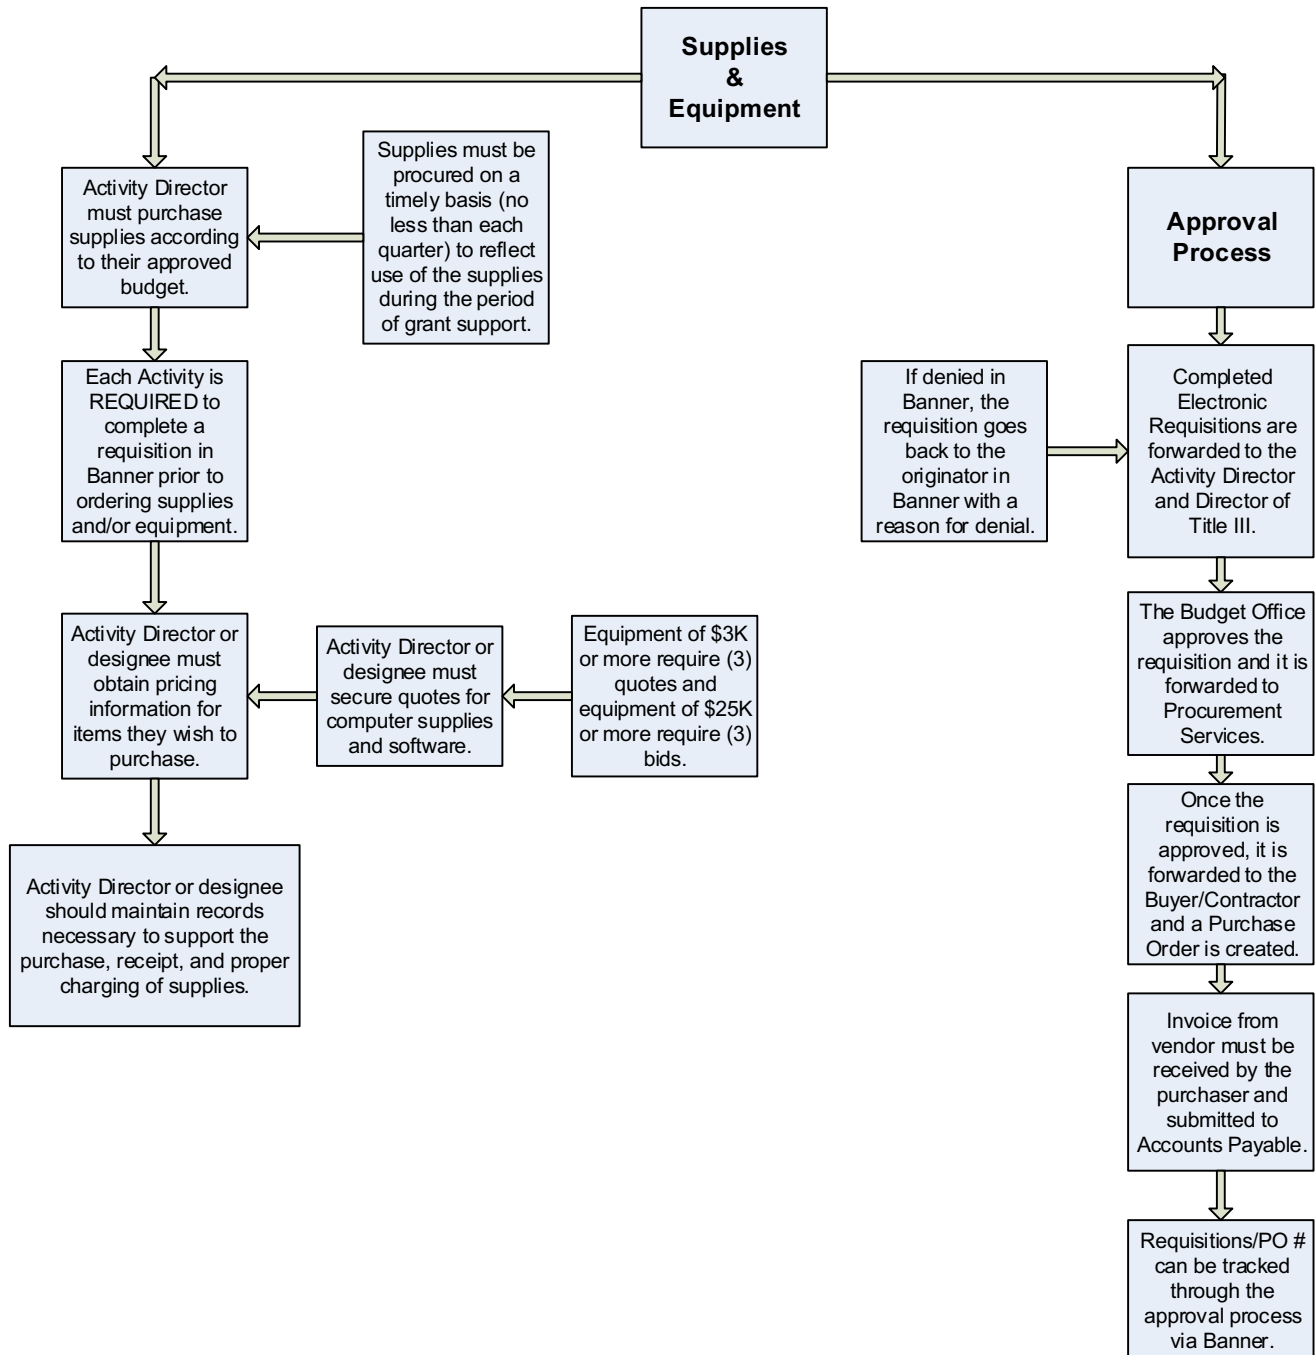 Supplies
&
Equipment
Activity Director
must purchase
supplies according
to their approved
budget.
Supplies must be
procured on a
timely basis (no
less than each
quarter) to reflect
use of the supplies
during the period
of grant support.
Each Activity is
REQUIRED to
complete a
requisition in
Banner prior to
ordering supplies
and/or equipment.
Activity Director or
designee must
obtain pricing
information for
items they wish to
purchase.
Activity Director or
designee must
secure quotes for
computer supplies
and software.
Equipment of $3K
or more require (3)
quotes and
equipment of $25K
or more require (3)
bids.
Activity Director or designee
should maintain records
necessary to support the
purchase, receipt, and proper
charging of supplies.
Approval
Process
If denied in
Banner, the
requisition goes
back to the
originator in
Banner with a
reason for denial.
Completed
Electronic
Requisitions are
forwarded to the
Activity Director
and Director of
Title III.
The Budget Office
approves the
requisition and it is
forwarded to
Procurement
Services.
Once the
requisition is
approved, it is
forwarded to the
Buyer/Contractor
and a Purchase
Order is created.
Invoice from
vendor must be
received by the
purchaser and
submitted to
Accounts Payable.
Requisitions/PO #
can be tracked
through the
approval process
via Banner.